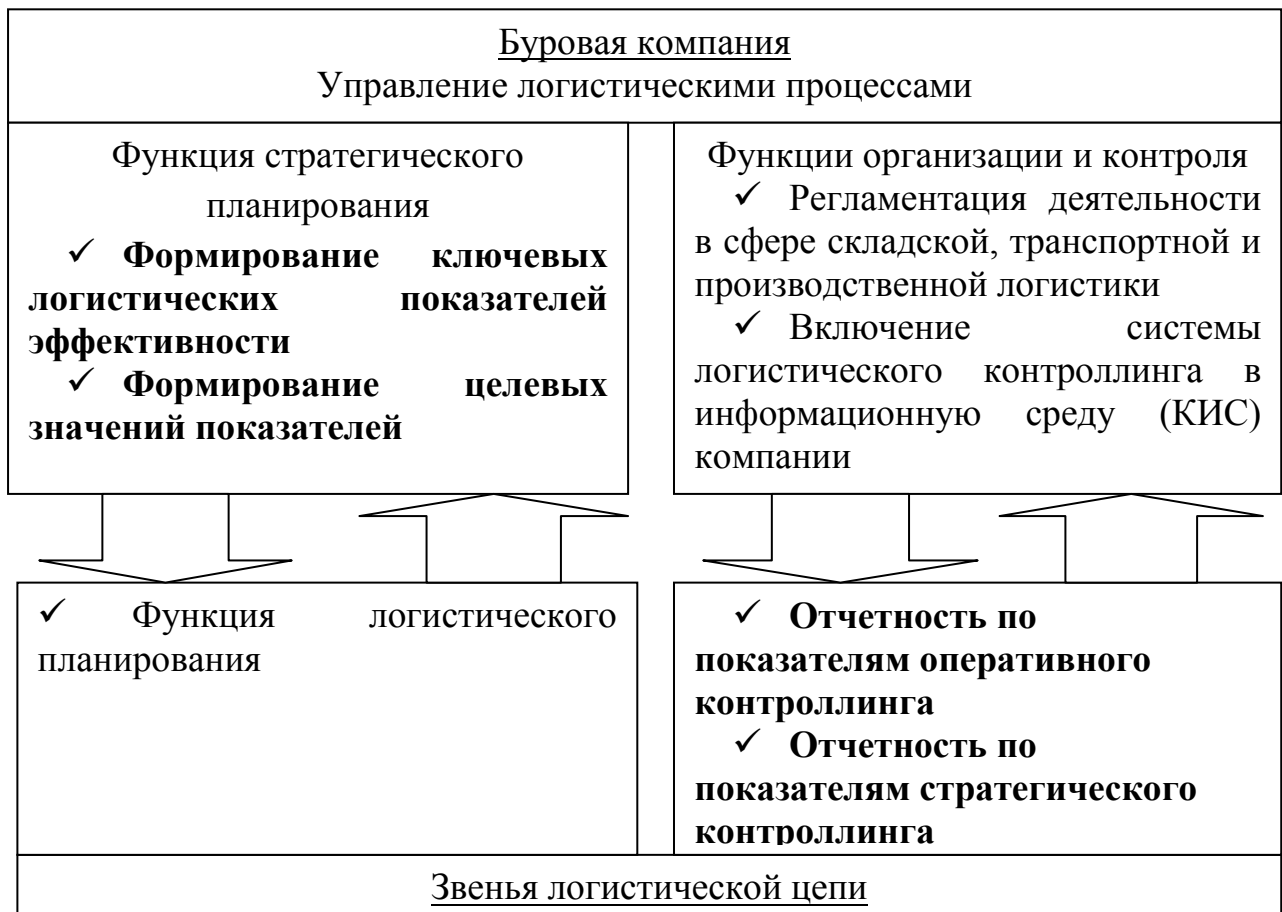 Буровая компания
Управление логистическими процессами
Функция стратегического
планирования
✓ Формирование ключевых
логистических показателей
эффективности
✓ Формирование целевых
значений показателей
Функции организации и контроля
✓ Регламентация деятельности
в сфере складской, транспортной и
производственной логистики
✓ Включение системы
логистического контроллинга в
информационную среду (КИС)
компании
✓ Функция логистического
планирования
✓ Отчетность по
показателям оперативного
контроллинга
✓ Отчетность по
показателям стратегического
контроллинга
Звенья логистической цепи